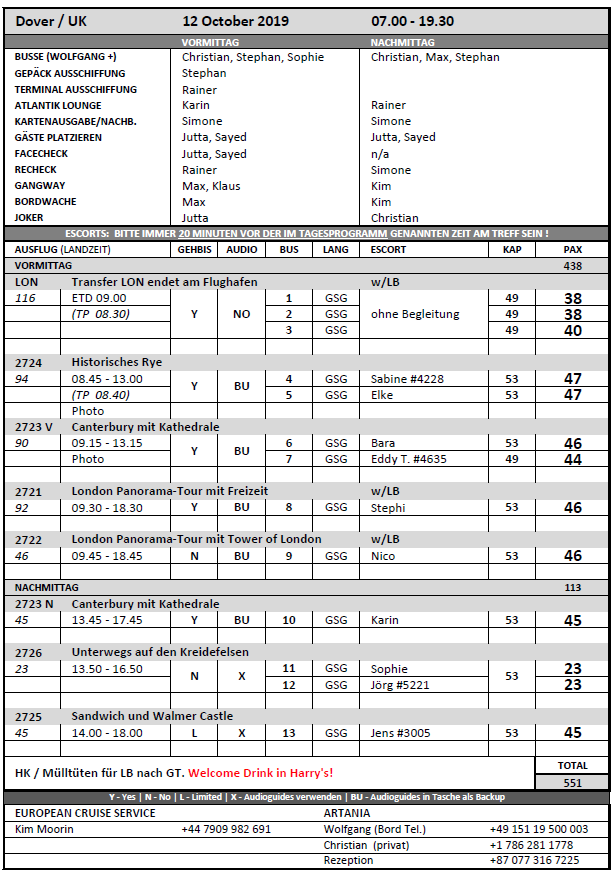 Dover / UK 12 October 2019 07.00 - 19.30
VORMITTAG NACHMITTAG
BUSSE (WOLFGANG +) Christian, Stephan, Sophie Christian, Max, Stephan
GEPÄCK AUSSCHIFFUNG Stephan
TERMINAL AUSSCHIFFUNG Rainer
ATLANTIK LOUNGE Karin Rainer
KARTENAUSGABE/NACHB. Simone Simone
GÄSTE PLATZIEREN Jutta, Sayed Jutta, Sayed
FACECHECK Jutta, Sayed n/a
RECHECK Rainer Simone
GANGWAY Max, Klaus Kim
BORDWACHE Max Kim
JOKER Jutta Christian
ESCORTS: BITTE IMMER 20 MINUTEN VOR DER IM TAGESPROGRAMM GENANNTEN ZEIT AM TREFF SEIN !
AUSFLUG (LANDZEIT) GEHBIS AUDIO BUS LANG ESCORT KAP PAX
VORMITTAG 438
LON Transfer LON endet am Flughafen w/LB
116 ETD 09.00 1 GSG 49 38
(TP 08.30) Y NO 2 GSG ohne Begleitung 49 38
3 GSG 49 40
2724 Historisches Rye
94 08.45 - 13.00 Y BU 4 GSG Sabine #4228 53 47
(TP 08.40) 5 GSG Elke 53 47
Photo
2723 V Canterbury mit Kathedrale
90 09.15 - 13.15 Y BU 6 GSG Bara 53 46
Photo 7 GSG Eddy T. #4635 49 44
2721 London Panorama-Tour mit Freizeit w/LB
92 09.30 - 18.30 Y BU 8 GSG Stephi 53 46
2722 London Panorama-Tour mit Tower of London w/LB
46 09.45 - 18.45 N BU 9 GSG Nico 53 46
NACHMITTAG 113
2723 N Canterbury mit Kathedrale
45 13.45 - 17.45 Y BU 10 GSG Karin 53 45
2726 Unterwegs auf den Kreidefelsen
23 13.50 - 16.50 N X 11 GSG Sophie 53 23
12 GSG Jörg #5221 23
2725 Sandwich und Walmer Castle
45 14.00 - 18.00 L X 13 GSG Jens #3005 53 45
HK / Mülltüten für LB nach GT. Welcome Drink in Harry's! TOTAL
551
Y - Yes | N - No | L - Limited | X - Audioguides verwenden | BU - Audioguides in Tasche als Backup
EUROPEAN CRUISE SERVICE ARTANIA
Kim Moorin +44 7909 982 691 Wolfgang (Bord Tel.) +49 151 19 500 003
Christian (privat) +1 786 281 1778
Rezeption +87 077 316 7225